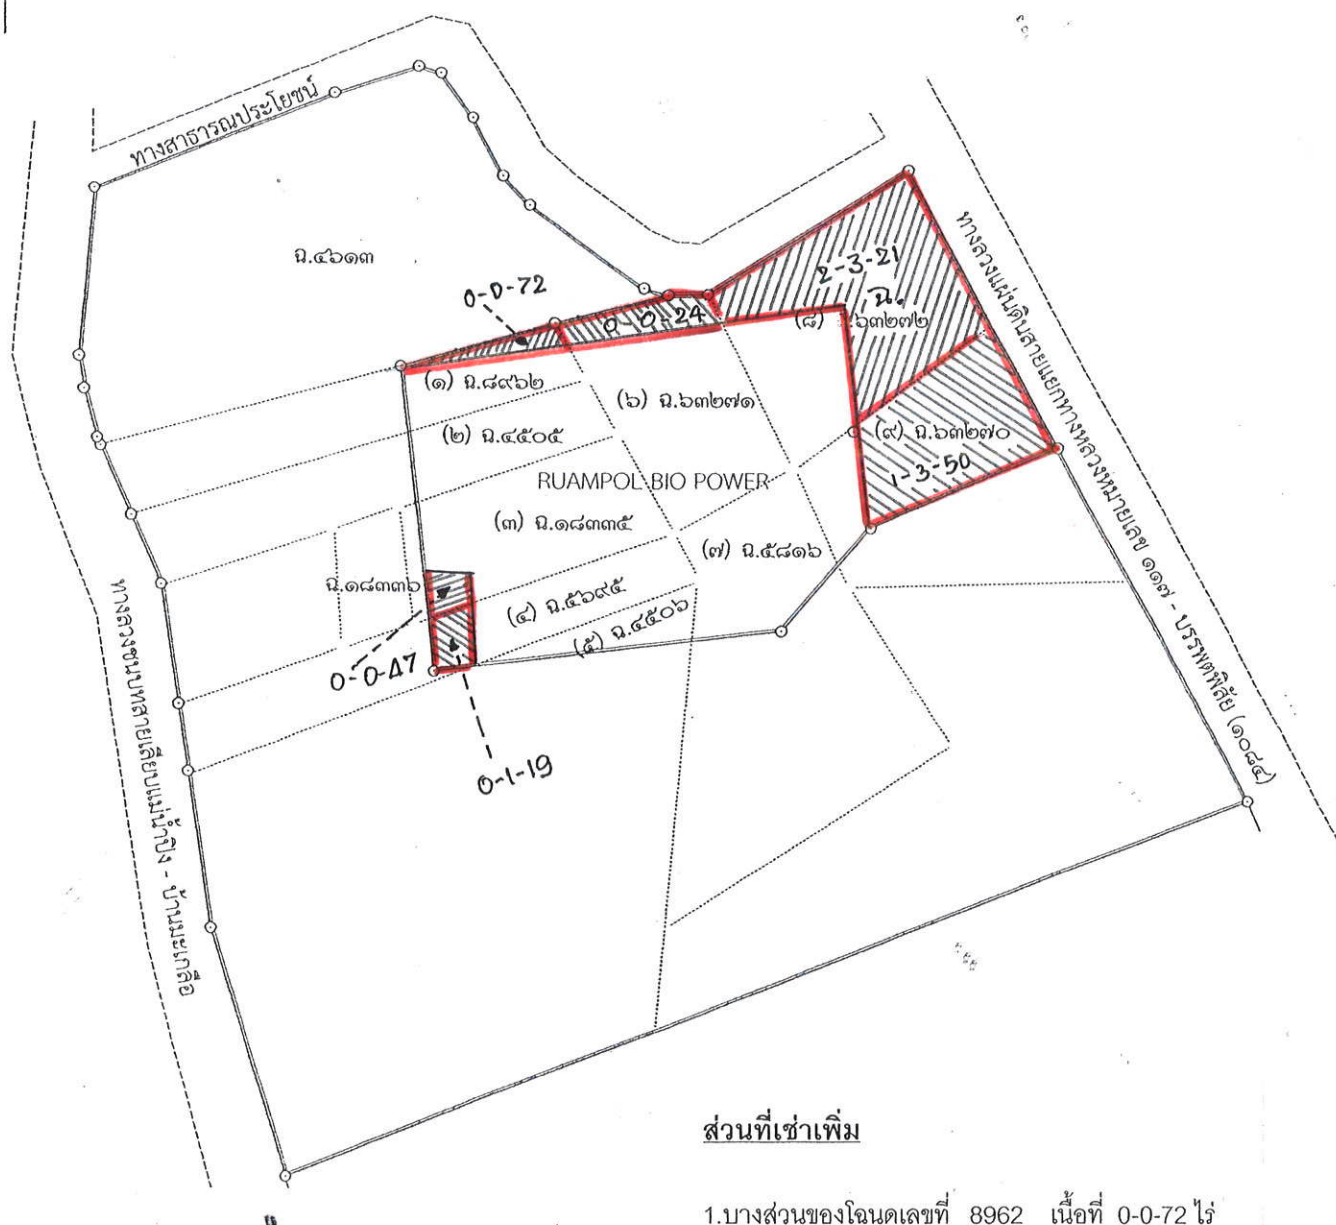 ทางสาธารณประโยชน์
ฉ.๔๖๑๓
0-0-72
0-0-24
2-3-21
ฉ.
(๘) ฉ.๖๓๒๗๒
ทางลวงแผ่นดินสายแยกทางหลวงหมายเลข ๑๑๗ - บรรพตพิสัย (๑๐๘๔)
(๑) ฉ.๘๙๖๒
(๖) ฉ.๖๓๒๗๑
(๒) ฉ.๔๕๐๕
(๙) ฉ.๖๓๒๗๐
1-3-50
RUAMPOL BIO POWER
(๓) ฉ.๑๘๓๓๕
(๗) ฉ.๕๘๑๖
ฉ.๑๘๓๓๖
(๔) ฉ.๕๖๙๕
(๕) ฉ.๔๕๐๖
0-0-47
0-1-19
ทางลวงชนบทสายเลียบแม่น้ำปิง - บ้านมะเกลือ
ส่วนที่เช่าเพิ่ม
1.บางส่วนของโฉนดเลขที่ 8962 เนื้อที่ 0-0-72 ไร่